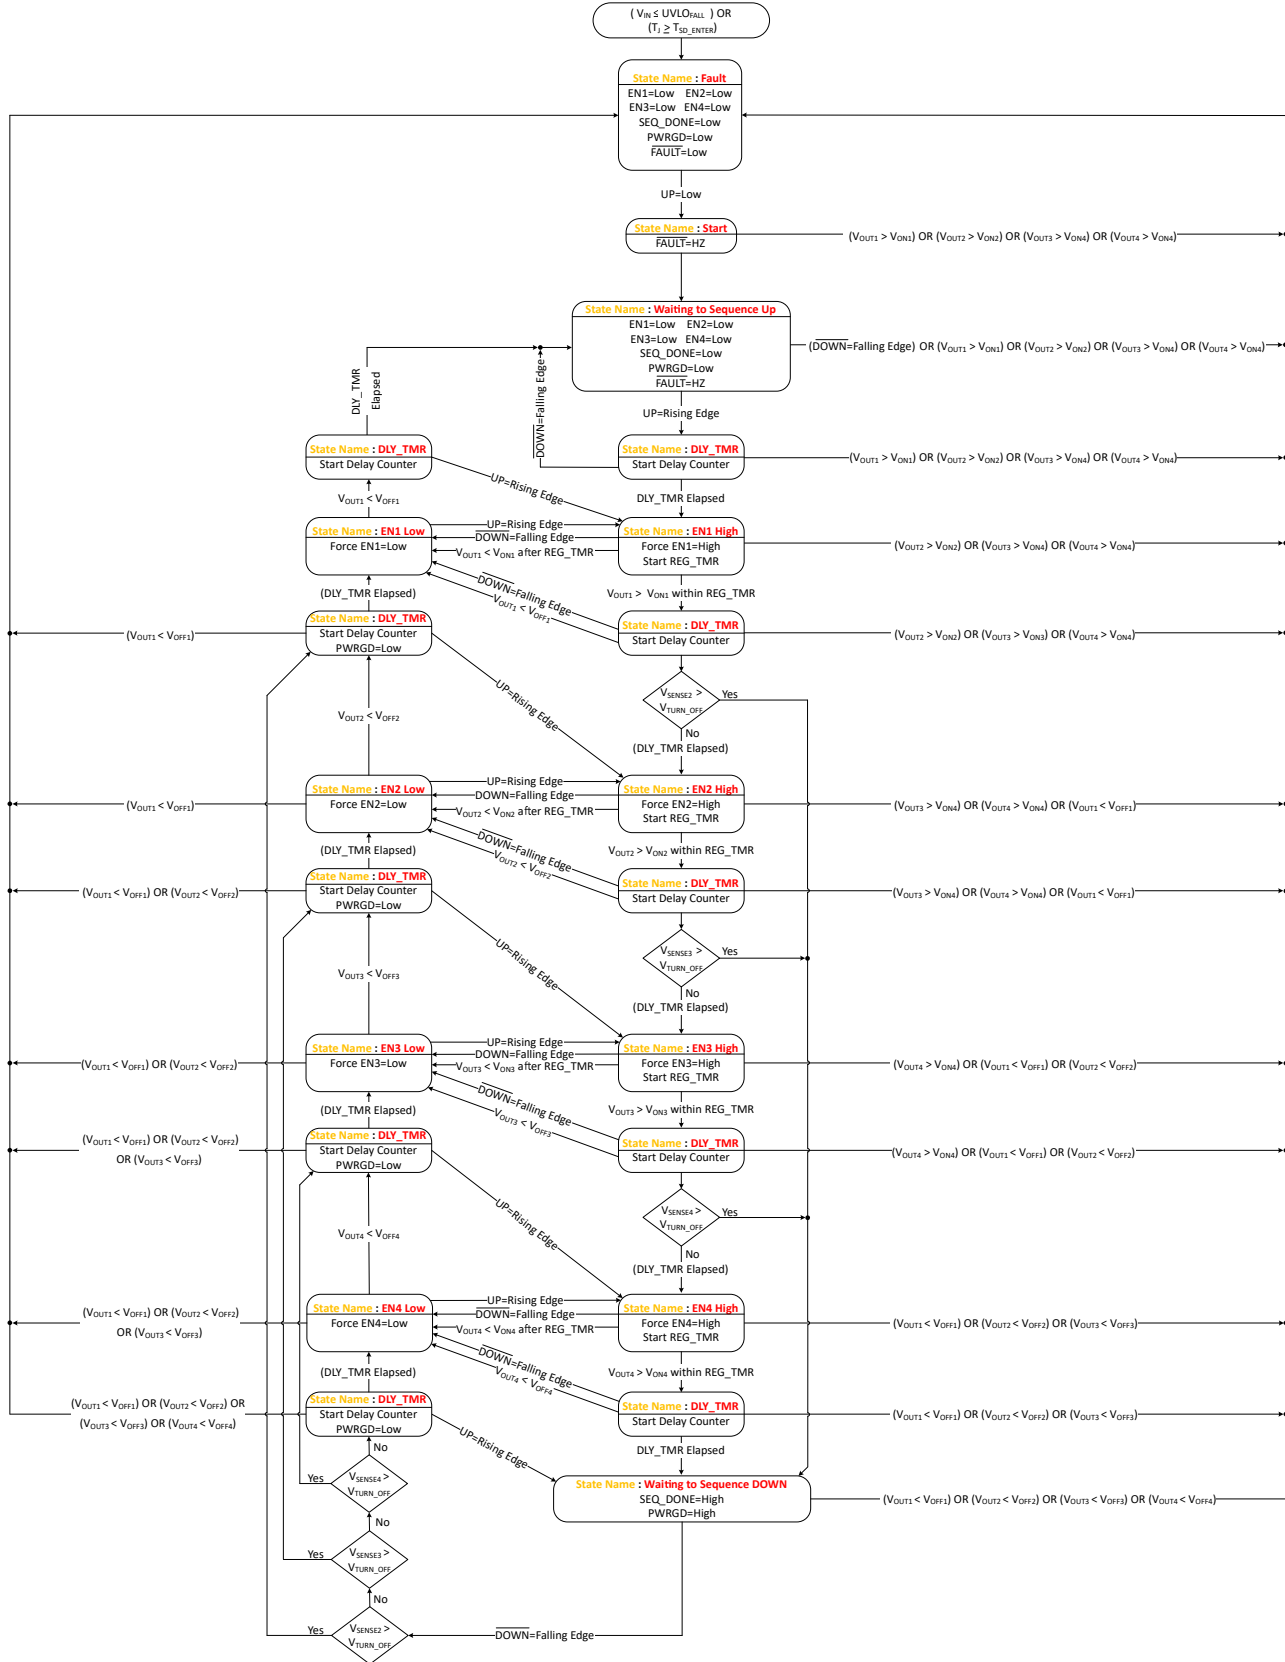 ( VIN ≤ UVLOFALL ) OR
(TJ ≥ TSD_ENTER)
State Name : Fault
EN1=Low EN2=Low
EN3=Low EN4=Low
SEQ_DONE=Low
PWRGD=Low
FAULT=Low
UP=Low
State Name : Start
FAULT=HZ
(VOUT1 > VON1) OR (VOUT2 > VON2) OR (VOUT3 > VON4) OR (VOUT4 > VON4)
State Name : Waiting to Sequence Up
EN1=Low EN2=Low
EN3=Low EN4=Low
SEQ_DONE=Low
PWRGD=Low
FAULT=HZ
(DOWN=Falling Edge) OR (VOUT1 > VON1) OR (VOUT2 > VON2) OR (VOUT3 > VON4) OR (VOUT4 > VON4)
DLY_TMR
Elapsed
DOWN=Falling Edge
UP=Rising Edge
State Name : DLY_TMR
Start Delay Counter
State Name : DLY_TMR
Start Delay Counter
(VOUT1 > VON1) OR (VOUT2 > VON2) OR (VOUT3 > VON4) OR (VOUT4 > VON4)
UP=Rising Edge
VOUT1 < VOFF1
DLY_TMR Elapsed
State Name : EN1 Low
Force EN1=Low
UP=Rising Edge
DOWN=Falling Edge
VOUT1 < VON1 after REG_TMR
State Name : EN1 High
Force EN1=High
Start REG_TMR
(VOUT2 > VON2) OR (VOUT3 > VON4) OR (VOUT4 > VON4)
(DLY_TMR Elapsed)
DOWN=Falling Edge
VOUT1 < VOFF1
VOUT1 > VON1 within REG_TMR
(VOUT1 < VOFF1)
State Name : DLY_TMR
Start Delay Counter
PWRGD=Low
State Name : DLY_TMR
Start Delay Counter
(VOUT2 > VON2) OR (VOUT3 > VON3) OR (VOUT4 > VON4)
UP=Rising Edge
VSENSE2 >
VTURN_OFF
Yes
No
(DLY_TMR Elapsed)
VOUT2 < VOFF2
(VOUT1 < VOFF1)
State Name : EN2 Low
Force EN2=Low
UP=Rising Edge
DOWN=Falling Edge
VOUT2 < VON2 after REG_TMR
State Name : EN2 High
Force EN2=High
Start REG_TMR
(VOUT3 > VON4) OR (VOUT4 > VON4) OR (VOUT1 < VOFF1)
(DLY_TMR Elapsed)
DOWN=Falling Edge
VOUT2 < VOFF2
VOUT2 > VON2 within REG_TMR
(VOUT1 < VOFF1) OR (VOUT2 < VOFF2)
State Name : DLY_TMR
Start Delay Counter
PWRGD=Low
State Name : DLY_TMR
Start Delay Counter
(VOUT3 > VON4) OR (VOUT4 > VON4) OR (VOUT1 < VOFF1)
UP=Rising Edge
VSENSE3 >
VTURN_OFF
Yes
No
(DLY_TMR Elapsed)
VOUT3 < VOFF3
(VOUT1 < VOFF1) OR (VOUT2 < VOFF2)
State Name : EN3 Low
Force EN3=Low
UP=Rising Edge
DOWN=Falling Edge
VOUT3 < VON3 after REG_TMR
State Name : EN3 High
Force EN3=High
Start REG_TMR
(VOUT4 > VON4) OR (VOUT1 < VOFF1) OR (VOUT2 < VOFF2)
(DLY_TMR Elapsed)
DOWN=Falling Edge
VOUT3 < VOFF3
VOUT3 > VON3 within REG_TMR
(VOUT1 < VOFF1) OR (VOUT2 < VOFF2)
OR (VOUT3 < VOFF3)
State Name : DLY_TMR
Start Delay Counter
PWRGD=Low
State Name : DLY_TMR
Start Delay Counter
(VOUT4 > VON4) OR (VOUT1 < VOFF1) OR (VOUT2 < VOFF2)
UP=Rising Edge
VSENSE4 >
VTURN_OFF
Yes
No
(DLY_TMR Elapsed)
VOUT4 < VOFF4
(VOUT1 < VOFF1) OR (VOUT2 < VOFF2)
OR (VOUT3 < VOFF3)
State Name : EN4 Low
Force EN4=Low
UP=Rising Edge
DOWN=Falling Edge
VOUT4 < VON4 after REG_TMR
State Name : EN4 High
Force EN4=High
Start REG_TMR
(VOUT1 < VOFF1) OR (VOUT2 < VOFF2) OR (VOUT3 < VOFF3)
(DLY_TMR Elapsed)
DOWN=Falling Edge
VOUT4 < VOFF4
VOUT4 > VON4 within REG_TMR
(VOUT1 < VOFF1) OR (VOUT2 < VOFF2) OR
(VOUT3 < VOFF3) OR (VOUT4 < VOFF4)
State Name : DLY_TMR
Start Delay Counter
PWRGD=Low
State Name : DLY_TMR
Start Delay Counter
(VOUT1 < VOFF1) OR (VOUT2 < VOFF2) OR (VOUT3 < VOFF3)
UP=Rising Edge
DLY_TMR Elapsed
No
VSENSE4 >
VTURN_OFF
Yes
State Name : Waiting to Sequence DOWN
SEQ_DONE=High
PWRGD=High
(VOUT1 < VOFF1) OR (VOUT2 < VOFF2) OR (VOUT3 < VOFF3) OR (VOUT4 < VOFF4)
No
VSENSE3 >
VTURN_OFF
Yes
No
VSENSE2 >
VTURN_OFF
Yes
DOWN=Falling Edge